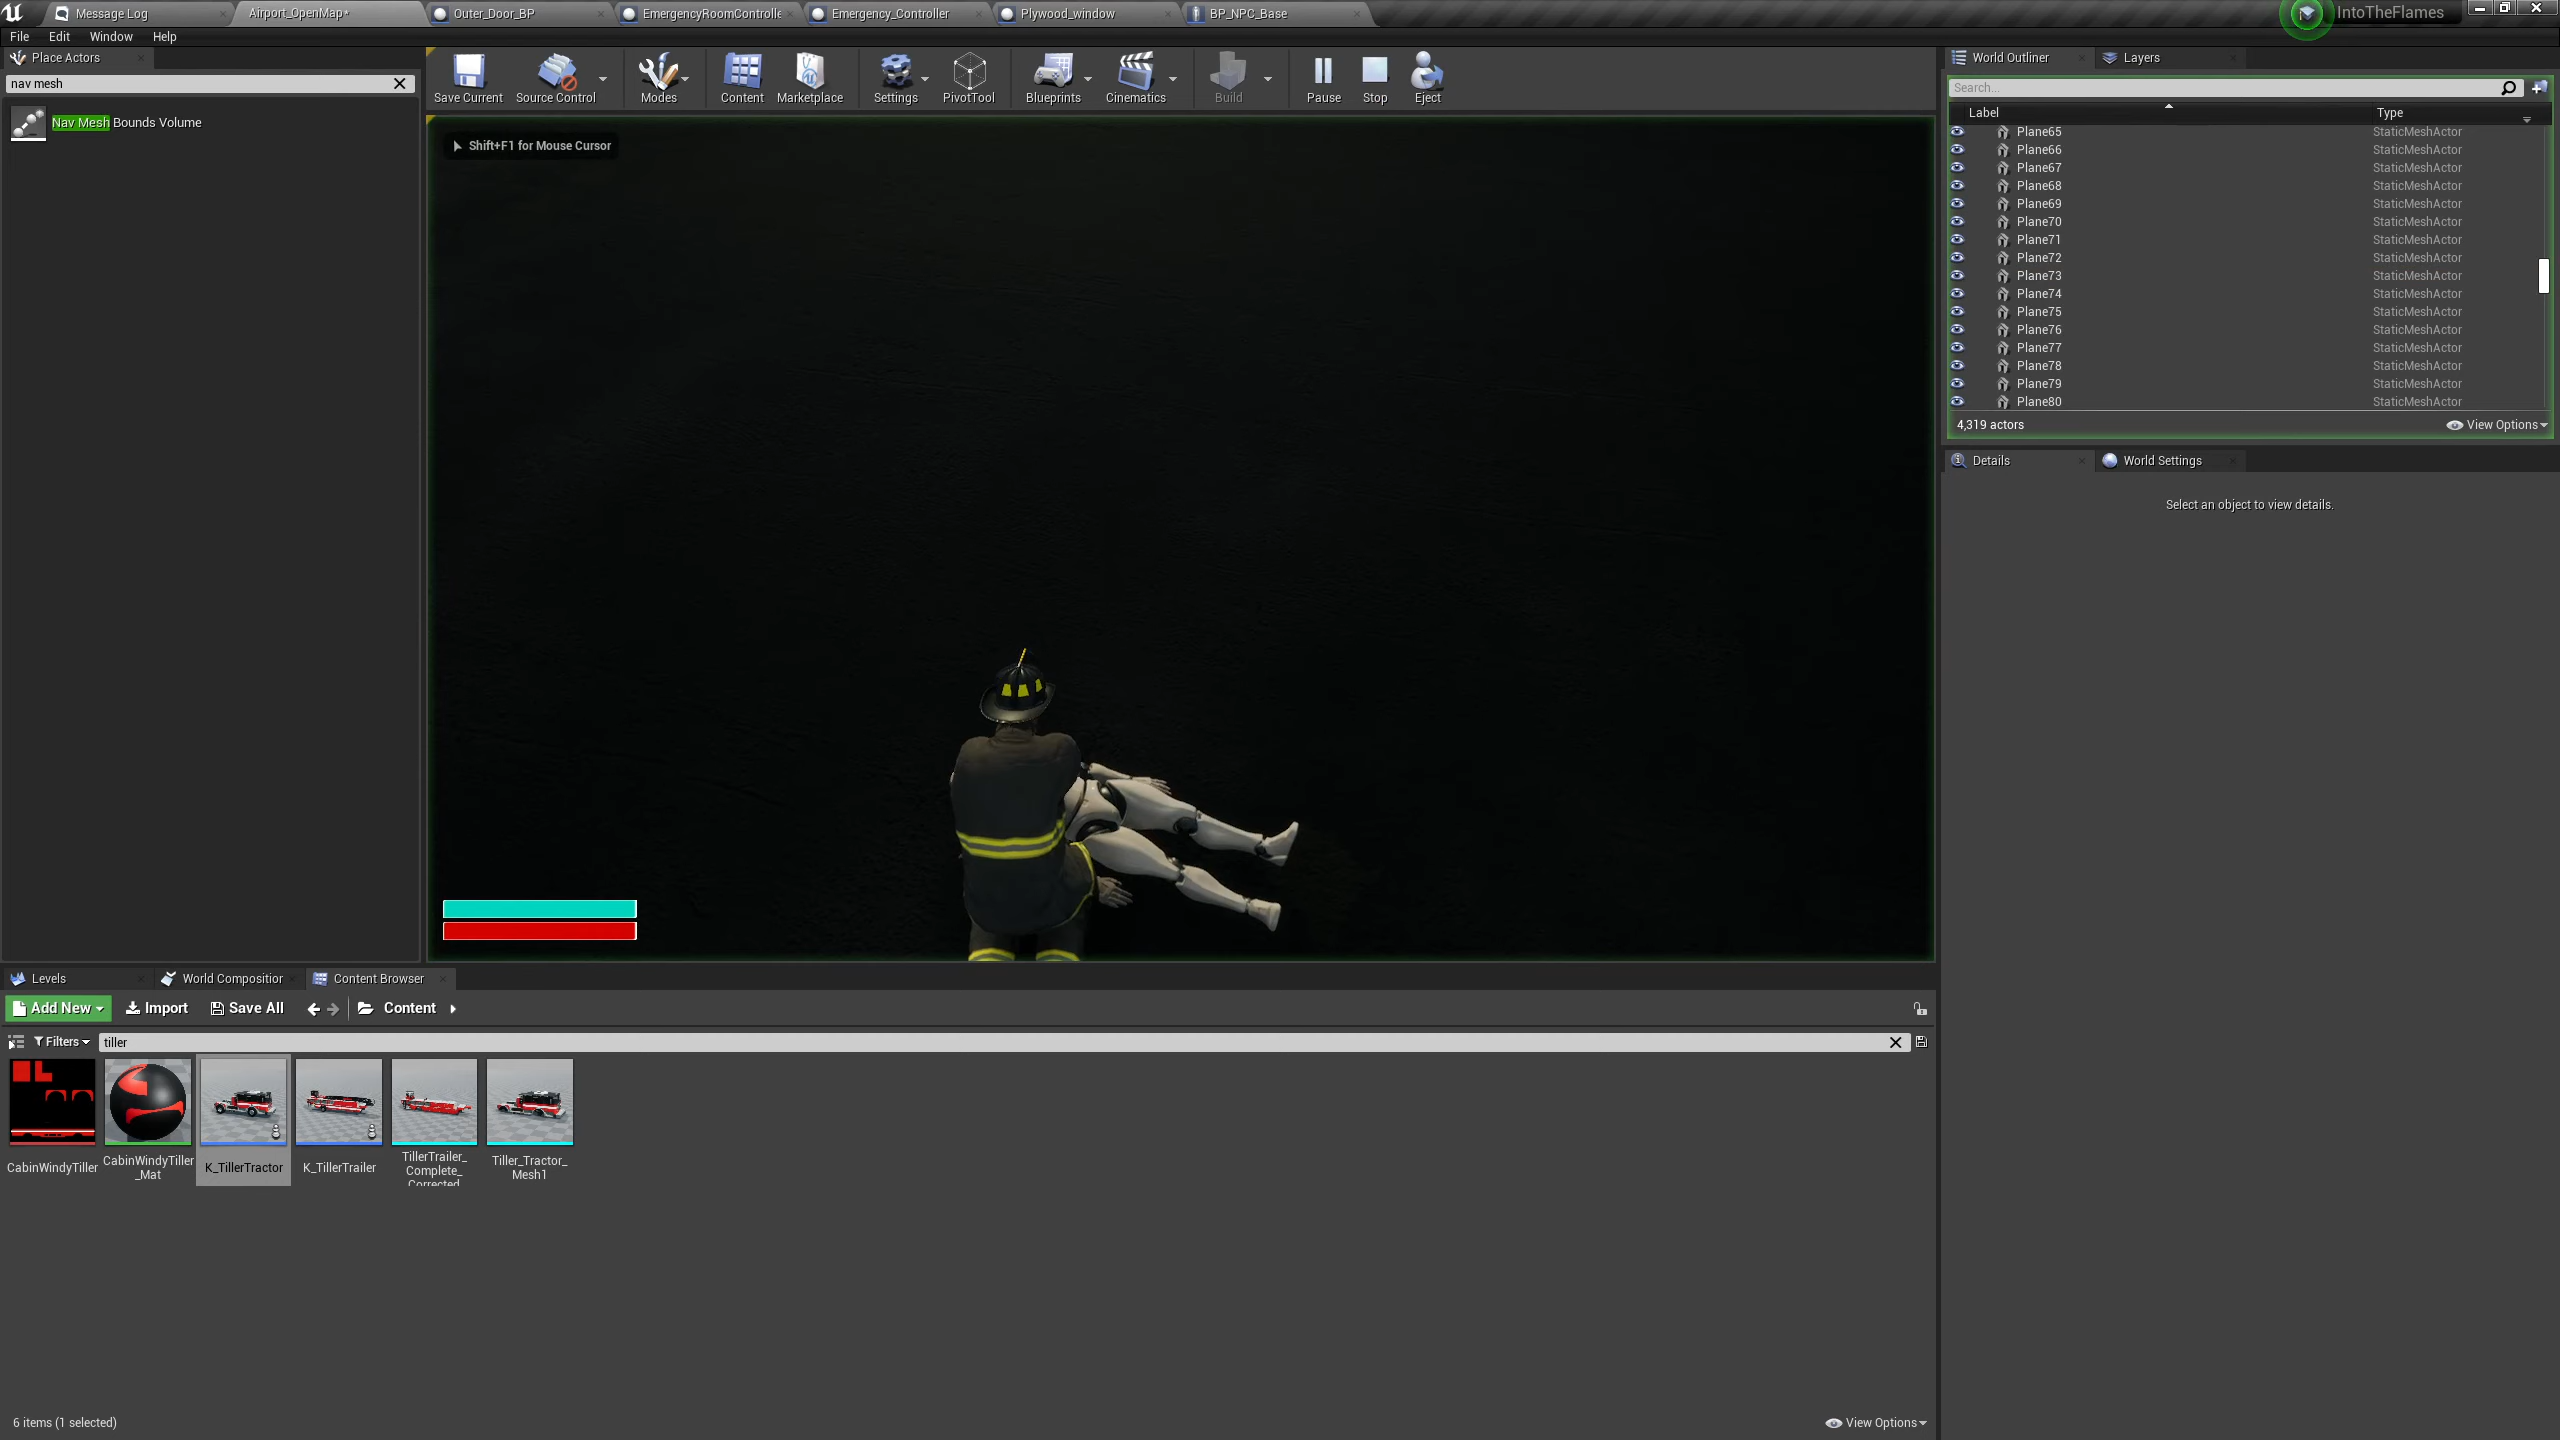 Message Log
Airport_OpenMap*
Outer_Door_BP
EmergencyRoomControlle
Emergency_Controller
Plywood_window
BP_NPC_Base
IntoTheFlames
File Edit Window Help
Place Actors
nav mesh
Nav Mesh Bounds Volume
Save Current
Source Control
Modes
Content
Marketplace
Settings
PivotTool
Blueprints
Cinematics
Build
Pause
Stop
Eject
Shift+F1 for Mouse Cursor
World Outliner
Layers
Search...
Label Type
Plane65 StaticMeshActor
Plane66 StaticMeshActor
Plane67 StaticMeshActor
Plane68 StaticMeshActor
Plane69 StaticMeshActor
Plane70 StaticMeshActor
Plane71 StaticMeshActor
Plane72 StaticMeshActor
Plane73 StaticMeshActor
Plane74 StaticMeshActor
Plane75 StaticMeshActor
Plane76 StaticMeshActor
Plane77 StaticMeshActor
Plane78 StaticMeshActor
Plane79 StaticMeshActor
Plane80 StaticMeshActor
4,319 actors View Options
Details
World Settings
Select an object to view details.
Levels
World Compositior
Content Browser
Add New Import Save All Content
Filters tiller
CabinWindyTiller
CabinWindyTiller
_Mat
K_TillerTractor
K_TillerTrailer
TillerTrailer_
Complete_
Corrected
Tiller_Tractor_
Mesh1
6 items (1 selected) View Options